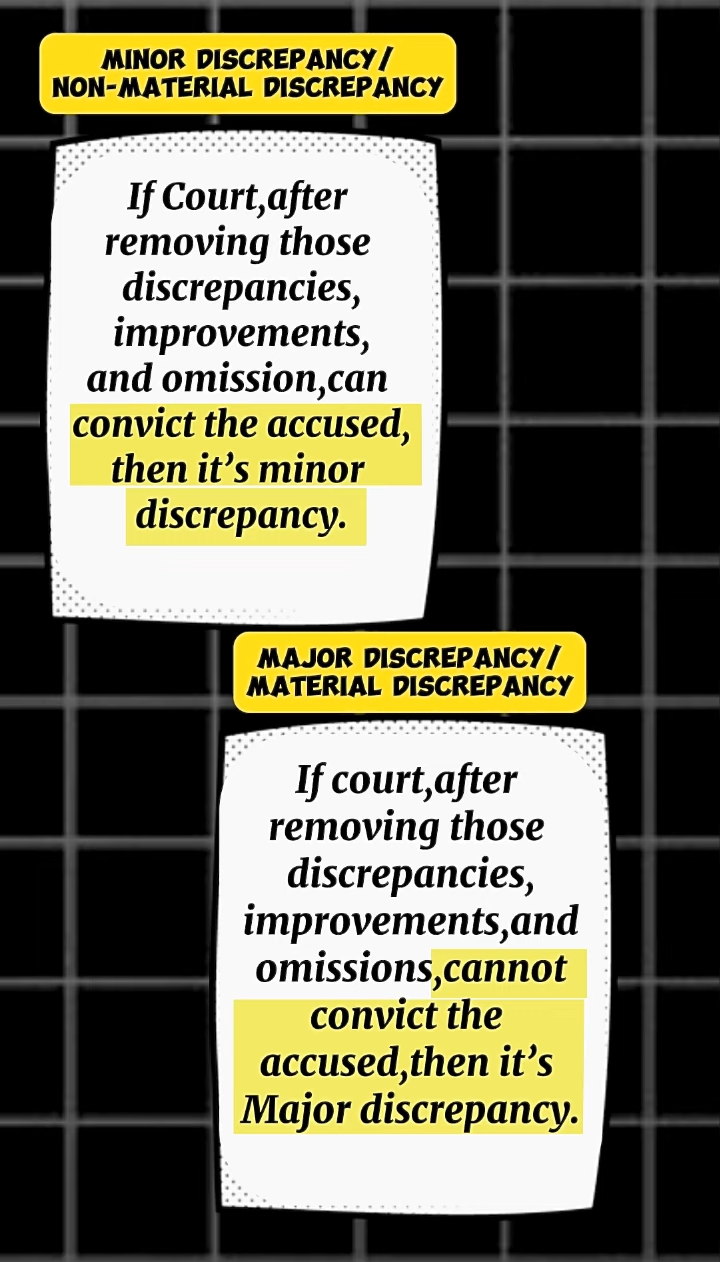 MINOR DISCREPANCY/
NON-MATERIAL DISCREPANCY
If Court,after
removing those
discrepancies,
improvements,
and omission,can
convict the accused,
then it’s minor
discrepancy.
MAJOR DISCREPANCY/
MATERIAL DISCREPANCY
If court,after
removing those
discrepancies,
improvements,and
omissions,cannot
convict the
accused,then it’s
Major discrepancy.